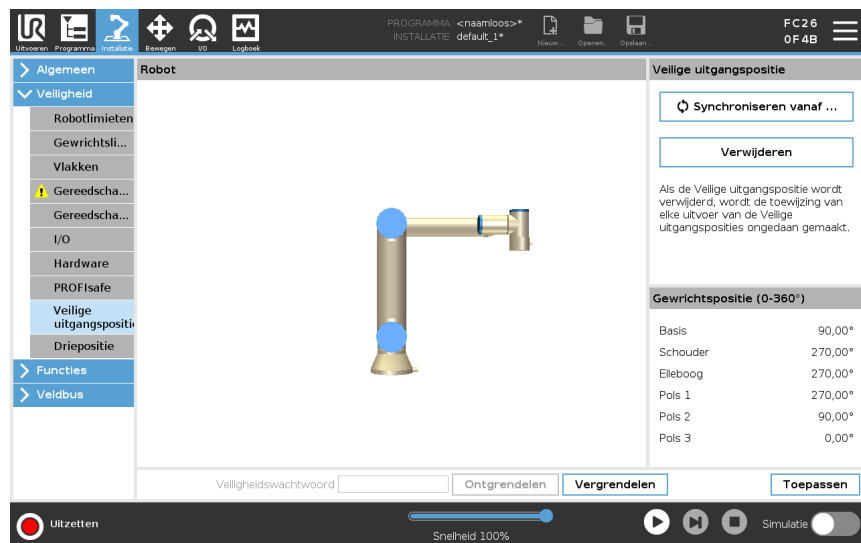 UR
PROGRAMMA <naamloos>*
INSTALLATIE default_1*
FC26
0F4B
Uitvoeren Programma Installatie Bewegen I/O Logboek Nieuw... Openen... Opslaan...
Algemeen
Veiligheid
Robotlimieten
Gewrichtsli...
Vlakken
Gereedscha...
Gereedscha...
I/O
Hardware
PROFIsafe
Veilige
uitgangspositi
Driepositie
Functies
Veldbus
Robot
Veiligheidswachtwoord Ontgrendelen Vergrendelen
Veilige uitgangspositie
Synchroniseren vanaf ...
Verwijderen
Als de Veilige uitgangspositie wordt
verwijderd, wordt de toewijzing van
elke uitvoer van de Veilige
uitgangsposities ongedaan gemaakt.
Gewrichtspositie (0-360°)
Basis 90,00°
Schouder 270,00°
Elleboog 270,00°
Pols 1 270,00°
Pols 2 90,00°
Pols 3 0,00°
Toepassen
Uitzetten
Snelheid 100%
Simulatie